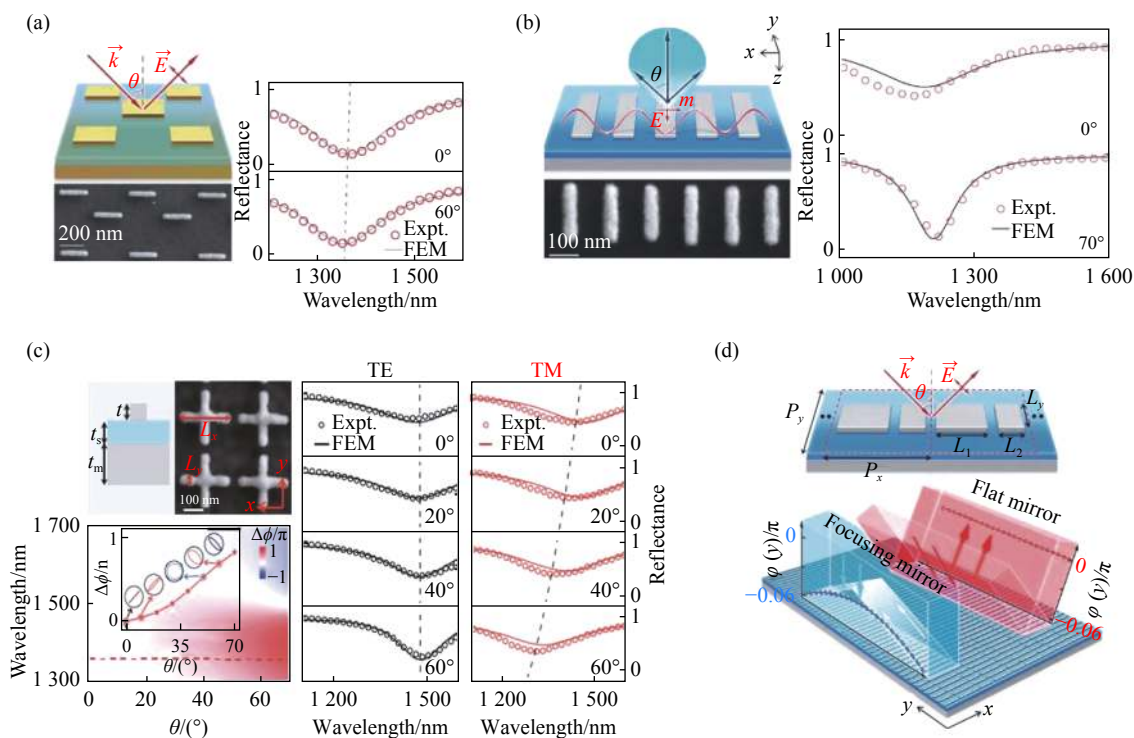 (a)
k
E
θ
200 nm
Reflectance
1
0
1
0
0°
60°
Expt.
FEM
1 300
1 500
Wavelength/nm
(b)
y
x
z
θ
m
E
100 nm
Reflectance
1
0
1
0
0°
Expt.
FEM
70°
1 000
1 300
1 600
Wavelength/nm
(c)
t
ts
tm
Lx
y
x
100 nm
1 700
1 500
1 300
Wavelength/nm
Δϕ/π
1
−1
1
0
Δϕ/π
0
35
70
θ/(°)
0
20
40
60
θ/(°)
TE
Expt.
FEM
0°
20°
40°
60°
1 200
1 500
Wavelength/nm
TM
Expt.
FEM
0°
20°
40°
60°
1
0
1
0
1
0
1
0
Reflectance
1 200
1 500
Wavelength/nm
(d)
k
E
θ
Py
Ly
L1
L2
Px
Flat mirror
Focusing mirror
0
φ (y)/π
−0.06
0
φ (y)/π
−0.06
y
x